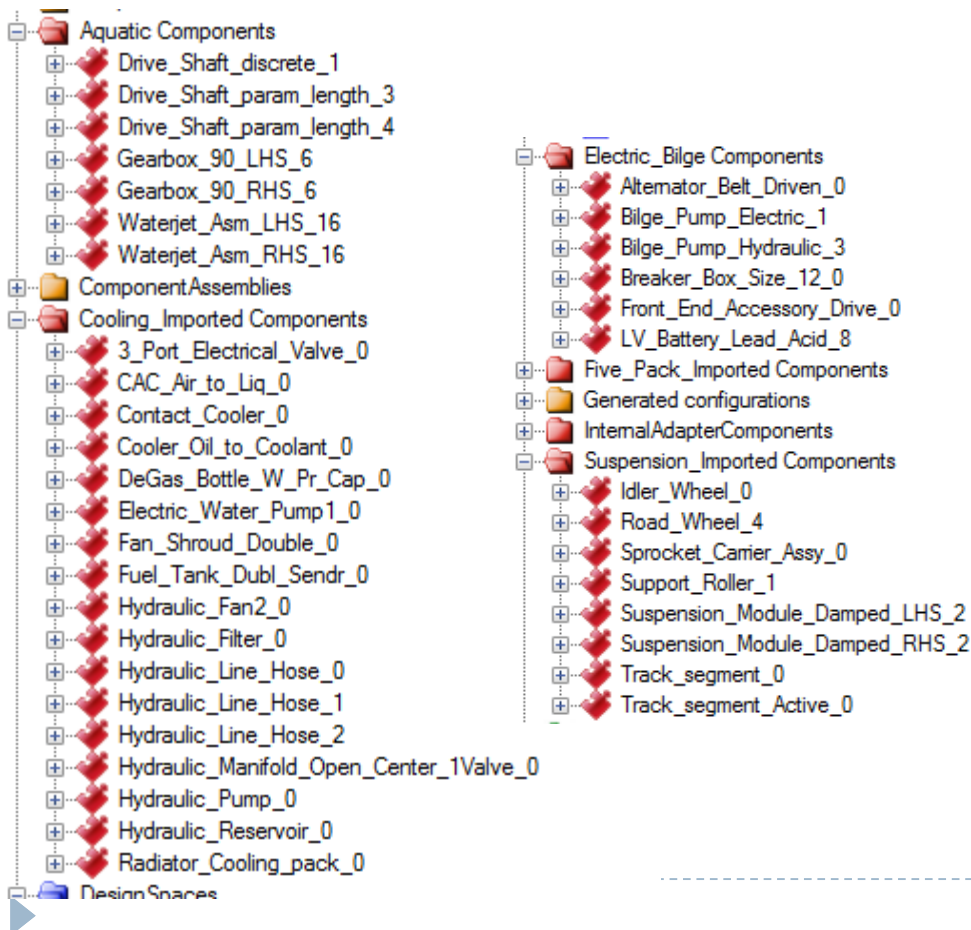 Aquatic Components
Drive_Shaft_discrete_1
Drive_Shaft_param_length_3
Drive_Shaft_param_length_4
Gearbox_90_LHS_6
Gearbox_90_RHS_6
Waterjet_Asm_LHS_16
Waterjet_Asm_RHS_16
ComponentAssemblies
Cooling_Imported Components
3_Port_Electrical_Valve_0
CAC_Air_to_Liq_0
Contact_Cooler_0
Cooler_Oil_to_Coolant_0
DeGas_Bottle_W_Pr_Cap_0
Electric_Water_Pump1_0
Fan_Shroud_Double_0
Fuel_Tank_Dubl_Sendr_0
Hydraulic_Fan2_0
Hydraulic_Filter_0
Hydraulic_Line_Hose_0
Hydraulic_Line_Hose_1
Hydraulic_Line_Hose_2
Hydraulic_Manifold_Open_Center_1Valve_0
Hydraulic_Pump_0
Hydraulic_Reservoir_0
Radiator_Cooling_pack_0
DesignSpaces
Electric_Bilge Components
Alternator_Belt_Driven_0
Bilge_Pump_Electric_1
Bilge_Pump_Hydraulic_3
Breaker_Box_Size_12_0
Front_End_Accessory_Drive_0
LV_Battery_Lead_Acid_8
Five_Pack_Imported Components
Generated configurations
InternalAdapterComponents
Suspension_Imported Components
Idler_Wheel_0
Road_Wheel_4
Sprocket_Carrier_Assy_0
Support_Roller_1
Suspension_Module_Damped_LHS_2
Suspension_Module_Damped_RHS_2
Track_segment_0
Track_segment_Active_0